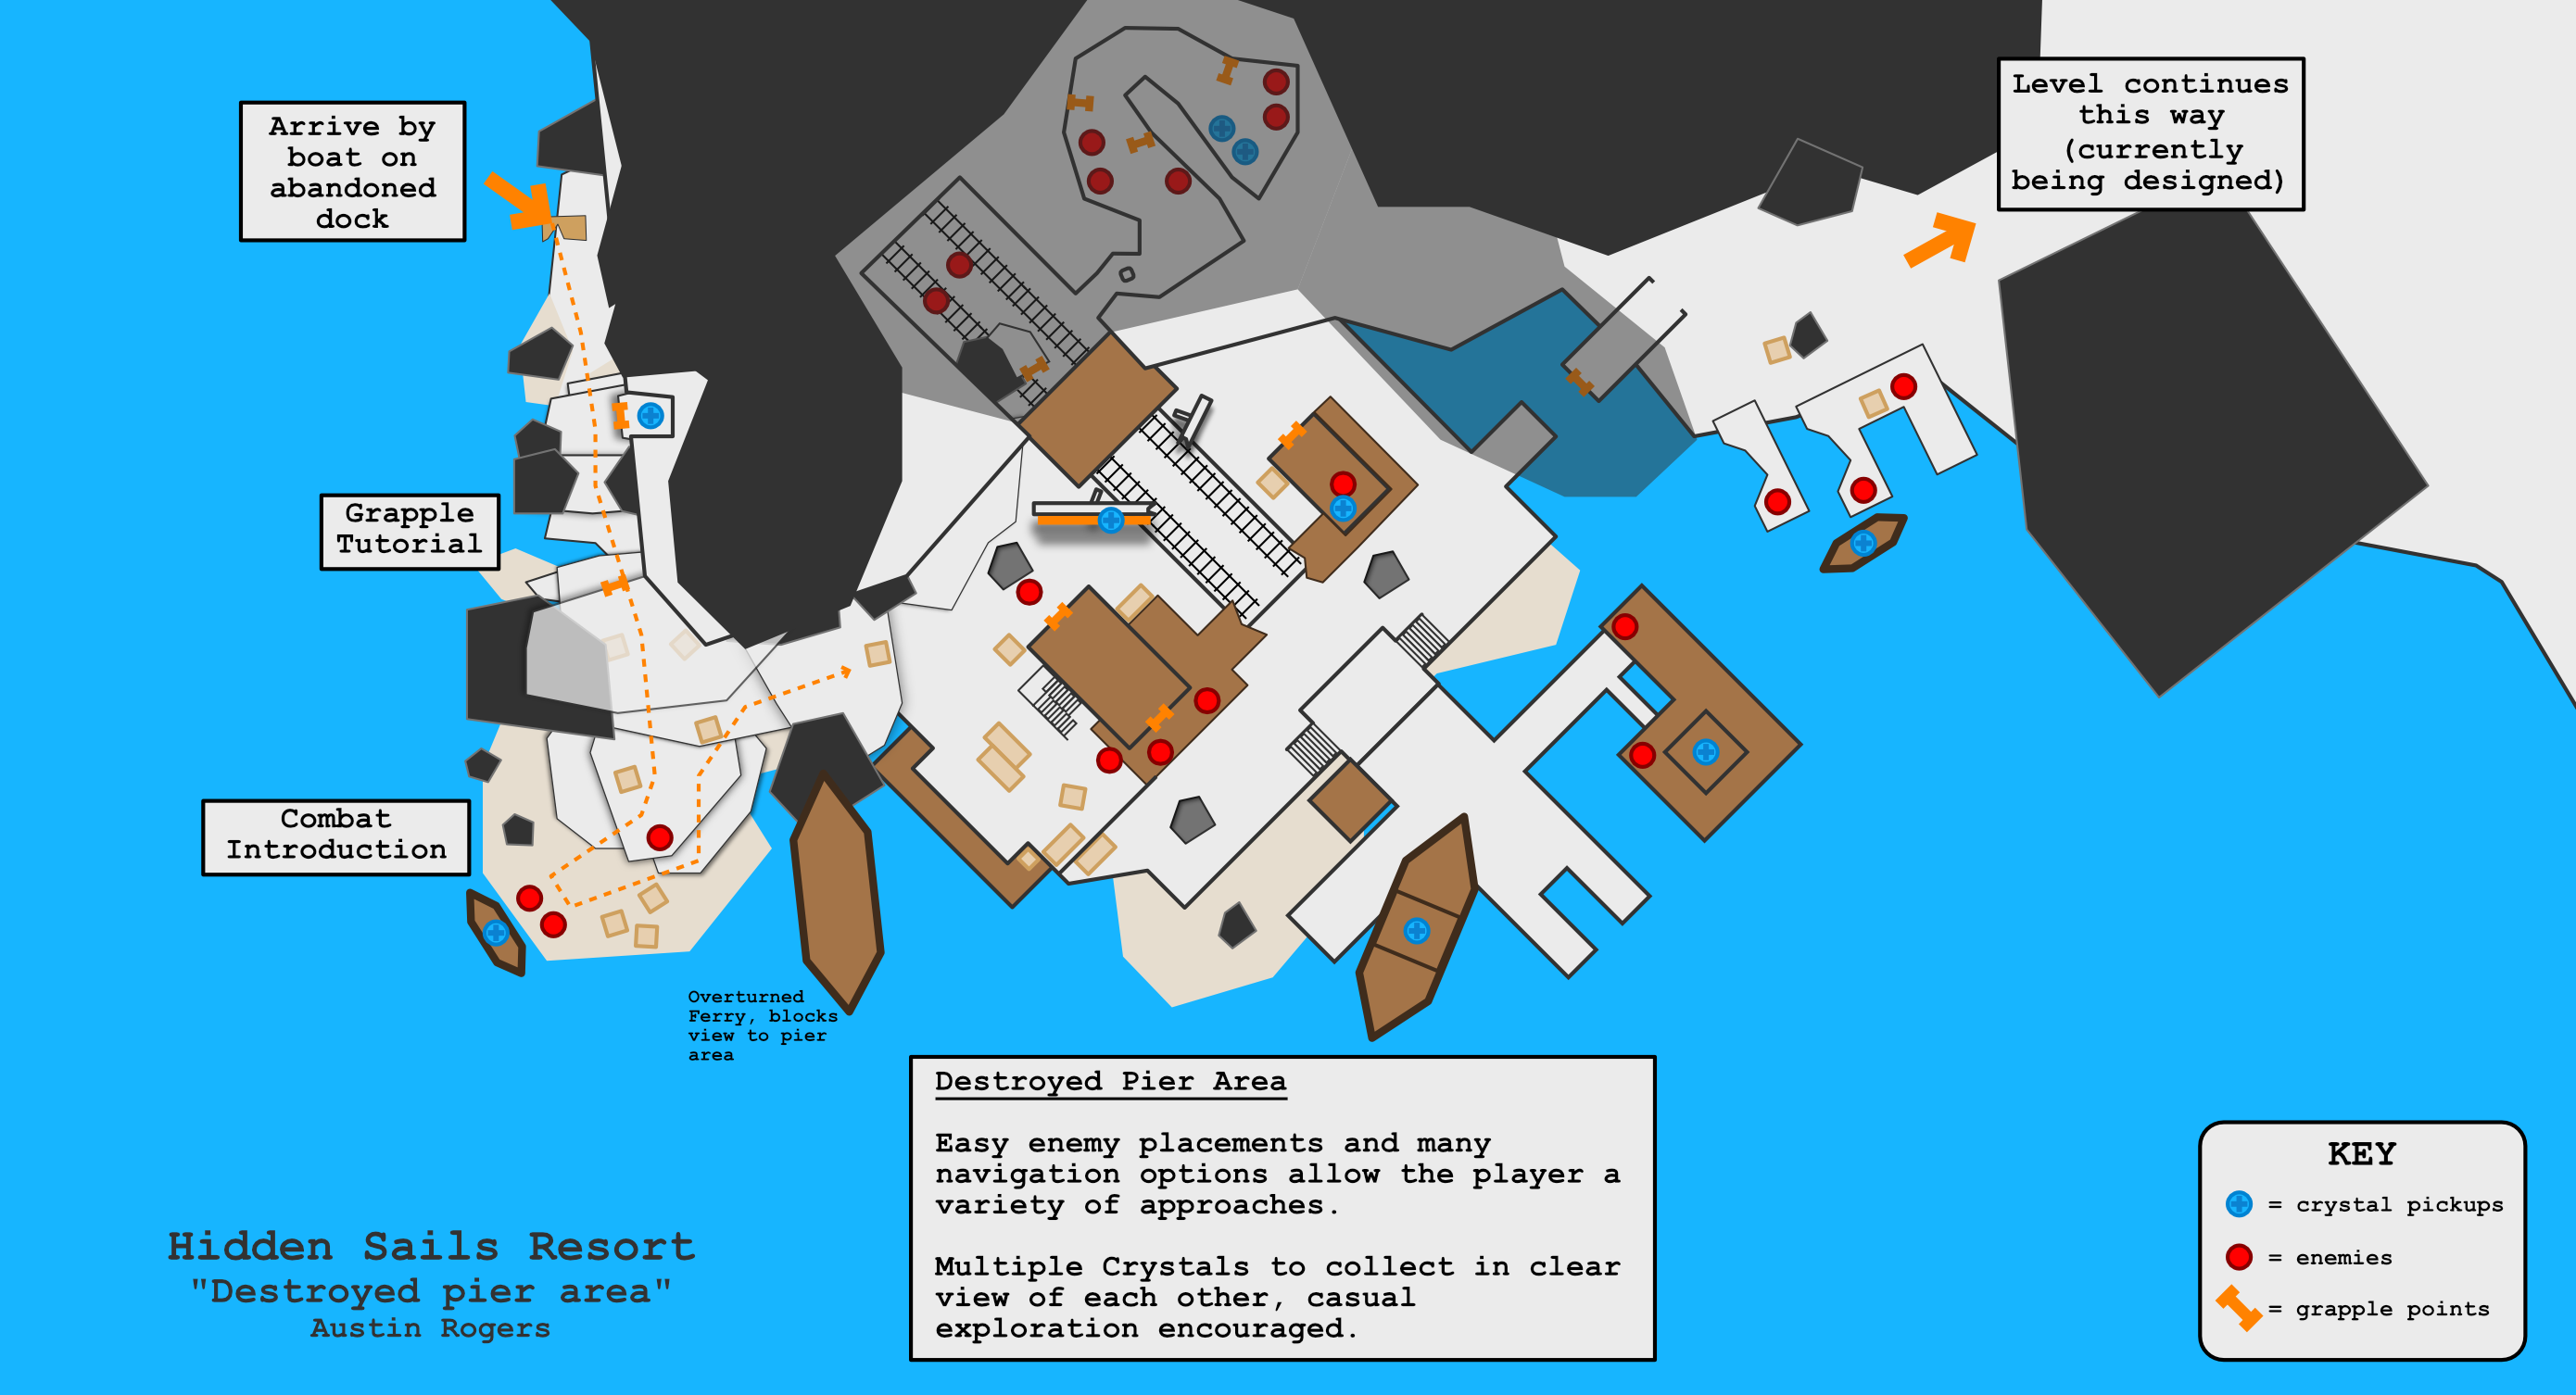 Arrive by
boat on
abandoned
dock
Level continues
this way
(currently
being designed)
Grapple
Tutorial
Combat
Introduction
Overturned
Ferry, blocks
view to pier
area
Destroyed Pier Area
Easy enemy placements and many
navigation options allow the player a
variety of approaches.
Multiple Crystals to collect in clear
view of each other, casual
exploration encouraged.
Hidden Sails Resort
"Destroyed pier area"
Austin Rogers
KEY
= crystal pickups
= enemies
= grapple points